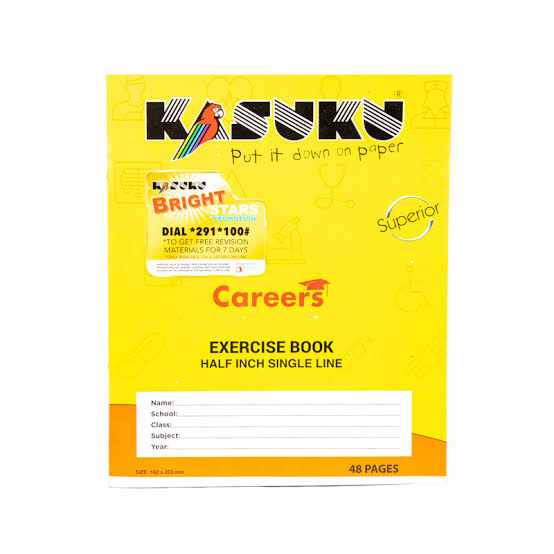 KASUKU ®
Put it down on paper
KASUKU
BRIGHT
STARS
PROMOTION
DIAL *291*100#
*TO GET FREE REVISION
MATERIALS FOR 7 DAYS
Superior
Careers
EXERCISE BOOK
HALF INCH SINGLE LINE
Name:
School:
Class:
Subject:
Year:
SIZE: 162 x 203 mm
48 PAGES